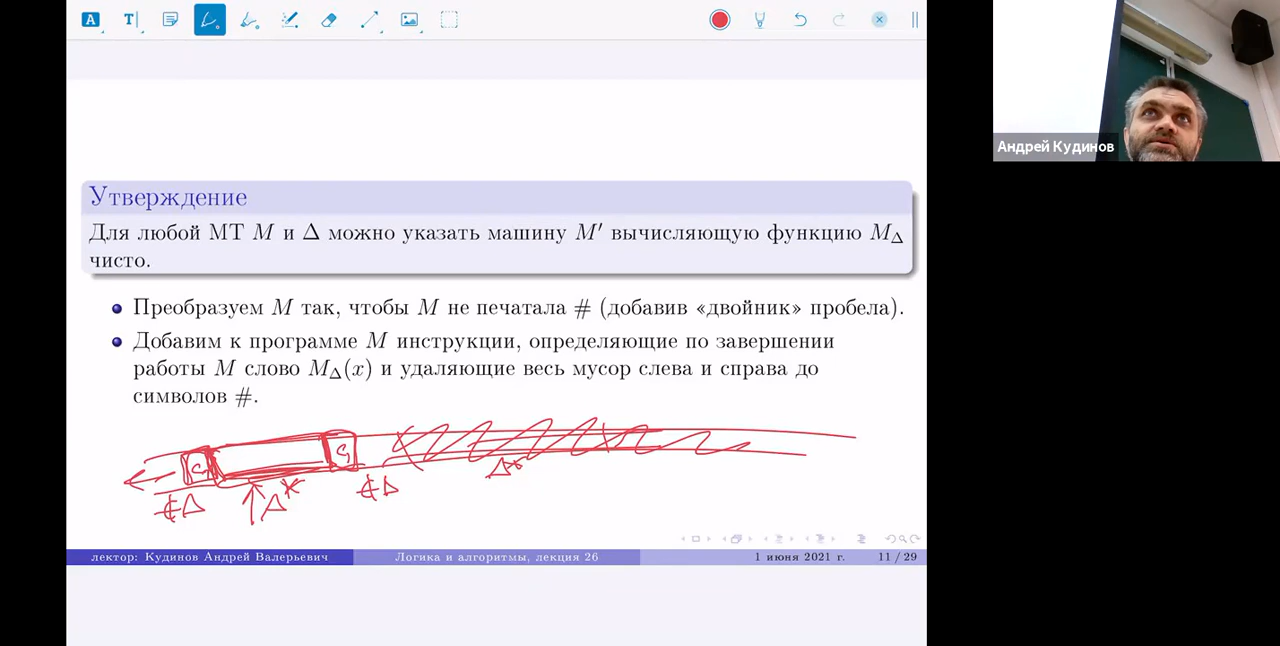 Андрей Кудинов
Утверждение
Для любой МТ M и Δ можно указать машину M′ вычисляющую функцию M_Δ
чисто.
Преобразуем M так, чтобы M не печатала # (добавив «двойник» пробела).
Добавим к программе M инструкции, определяющие по завершении
работы M слово M_Δ(x) и удаляющие весь мусор слева и справа до
символов #.
∉Δ
Δ*
∉Δ
Δ*
лектор: Кудинов Андрей Валерьевич
Логика и алгоритмы, лекция 26
1 июня 2021 г.
11 / 29